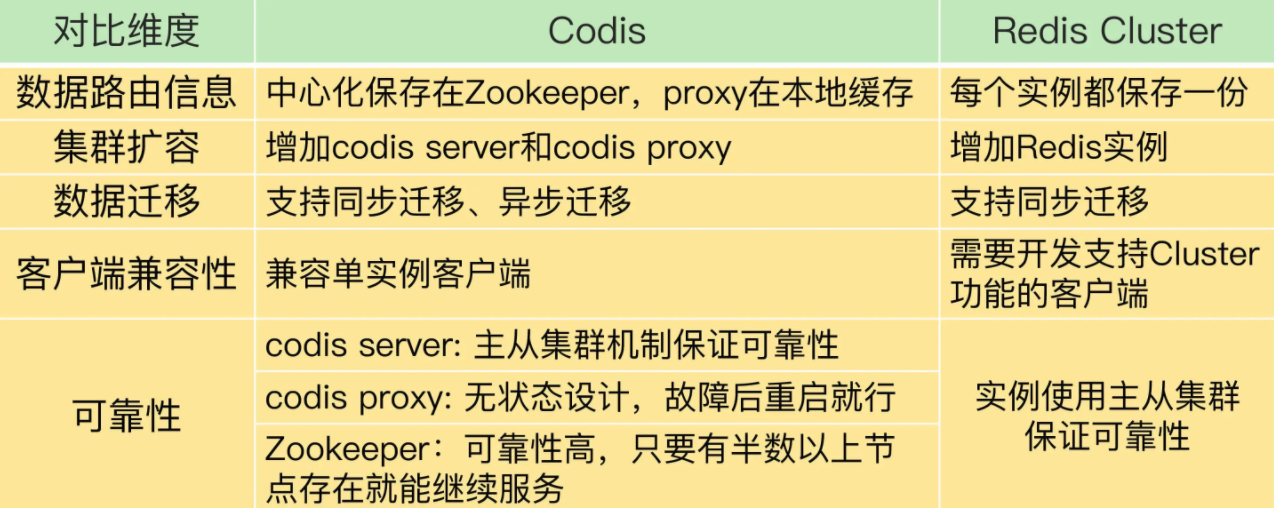 对比维度 Codis Redis Cluster
数据路由信息 中心化保存在Zookeeper，proxy在本地缓存 每个实例都保存一份
集群扩容 增加codis server和codis proxy 增加Redis实例
数据迁移 支持同步迁移、异步迁移 支持同步迁移
客户端兼容性 兼容单实例客户端 需要开发支持Cluster
功能的客户端
可靠性
codis server: 主从集群机制保证可靠性
codis proxy: 无状态设计，故障后重启就行
Zookeeper：可靠性高，只要有半数以上节
点存在就能继续服务
实例使用主从集群
保证可靠性